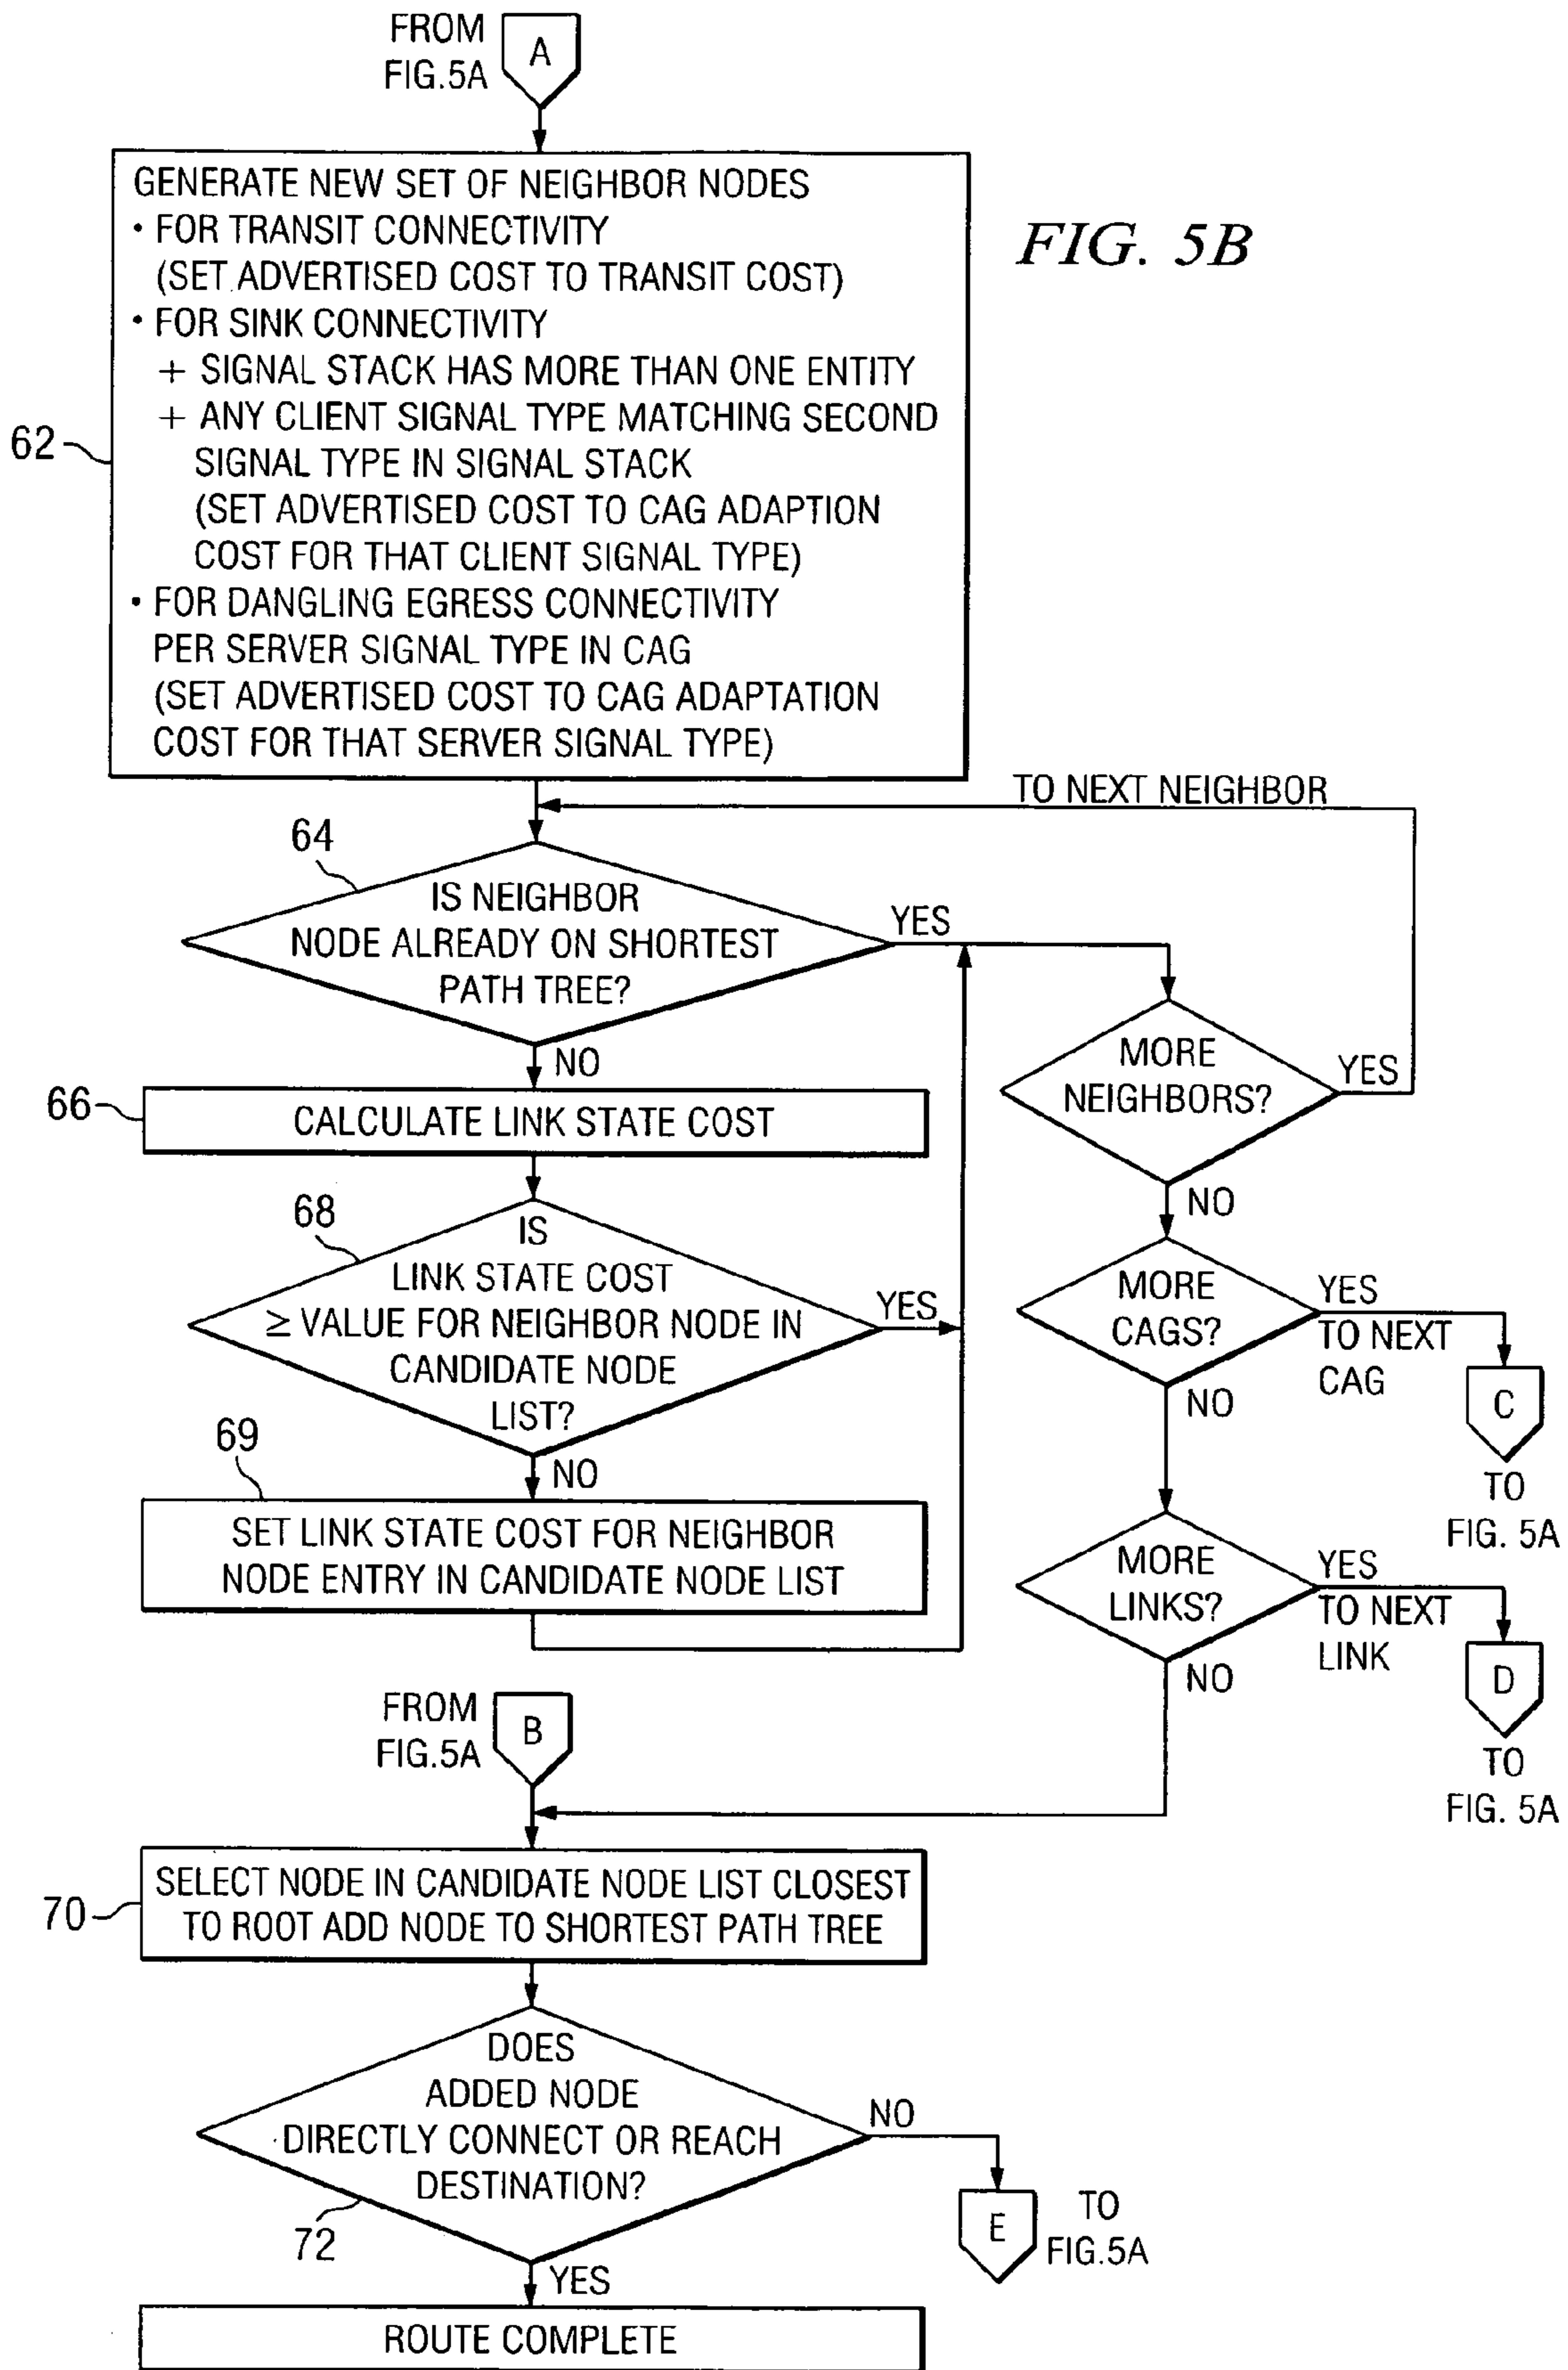 FROM
FIG.5A
A
FIG. 5B
GENERATE NEW SET OF NEIGHBOR NODES
• FOR TRANSIT CONNECTIVITY
(SET ADVERTISED COST TO TRANSIT COST)
• FOR SINK CONNECTIVITY
+ SIGNAL STACK HAS MORE THAN ONE ENTITY
+ ANY CLIENT SIGNAL TYPE MATCHING SECOND
SIGNAL TYPE IN SIGNAL STACK
(SET ADVERTISED COST TO CAG ADAPTION
COST FOR THAT CLIENT SIGNAL TYPE)
• FOR DANGLING EGRESS CONNECTIVITY
PER SERVER SIGNAL TYPE IN CAG
(SET ADVERTISED COST TO CAG ADAPTATION
COST FOR THAT SERVER SIGNAL TYPE)
62
TO NEXT NEIGHBOR
64
IS NEIGHBOR
NODE ALREADY ON SHORTEST
PATH TREE?
YES
NO
66
CALCULATE LINK STATE COST
68
IS
LINK STATE COST
≥ VALUE FOR NEIGHBOR NODE IN
CANDIDATE NODE
LIST?
YES
NO
69
SET LINK STATE COST FOR NEIGHBOR
NODE ENTRY IN CANDIDATE NODE LIST
MORE
NEIGHBORS?
YES
NO
MORE
CAGS?
YES
TO NEXT
CAG
C
TO
FIG. 5A
NO
MORE
LINKS?
YES
TO NEXT
LINK
D
TO
FIG. 5A
NO
FROM
FIG.5A
B
70
SELECT NODE IN CANDIDATE NODE LIST CLOSEST
TO ROOT ADD NODE TO SHORTEST PATH TREE
DOES
ADDED NODE
DIRECTLY CONNECT OR REACH
DESTINATION?
72
NO
E
TO
FIG.5A
YES
ROUTE COMPLETE